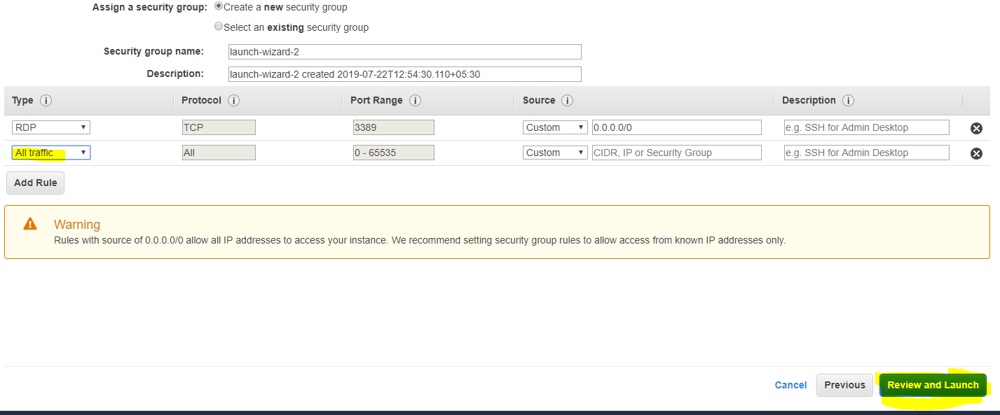 Assign a security group: Create a new security group
Select an existing security group
Security group name: launch-wizard-2
Description: launch-wizard-2 created 2019-07-22T12:54:30.110+05:30
Type i Protocol i Port Range i Source i Description i
RDP TCP 3389 Custom 0.0.0.0/0 e.g. SSH for Admin Desktop
All traffic All 0 - 65535 Custom CIDR, IP or Security Group e.g. SSH for Admin Desktop
Add Rule
Warning
Rules with source of 0.0.0.0/0 allow all IP addresses to access your instance. We recommend setting security group rules to allow access from known IP addresses only.
Cancel Previous Review and Launch